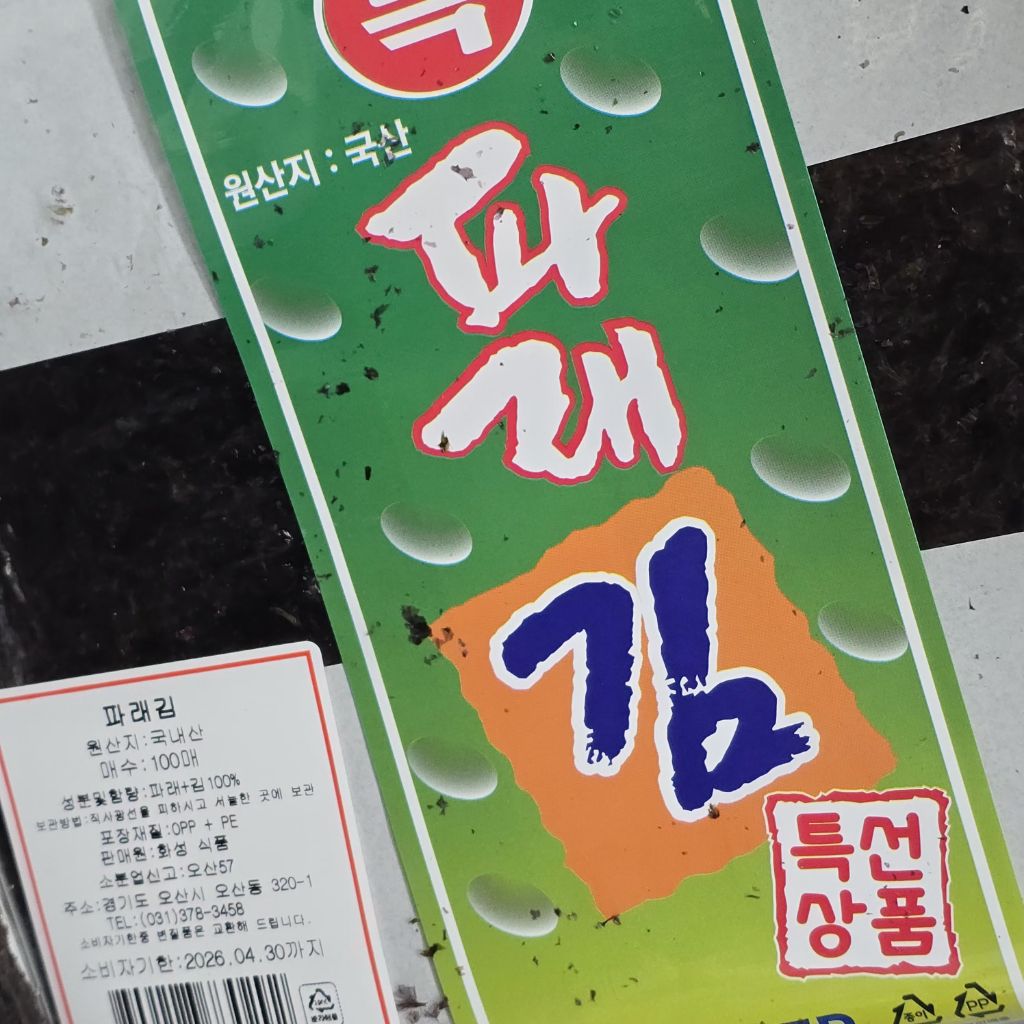 특
원산지 : 국산
파래
김
특선
상품
종이
PP
파래김
원산지:국내산
매수:100매
성분및함량:파래+김100%
보관방법:직사광선을 피하시고 서늘한 곳에 보관
포장재질:OPP + PE
판매원:화성 식품
소분업신고:오산57
주소:경기도 오산시 오산동 320-1
TEL:(031)378-3458
소비자기한중 변질품은 교환해 드립니다.
소비자기한:2026.04.30까지